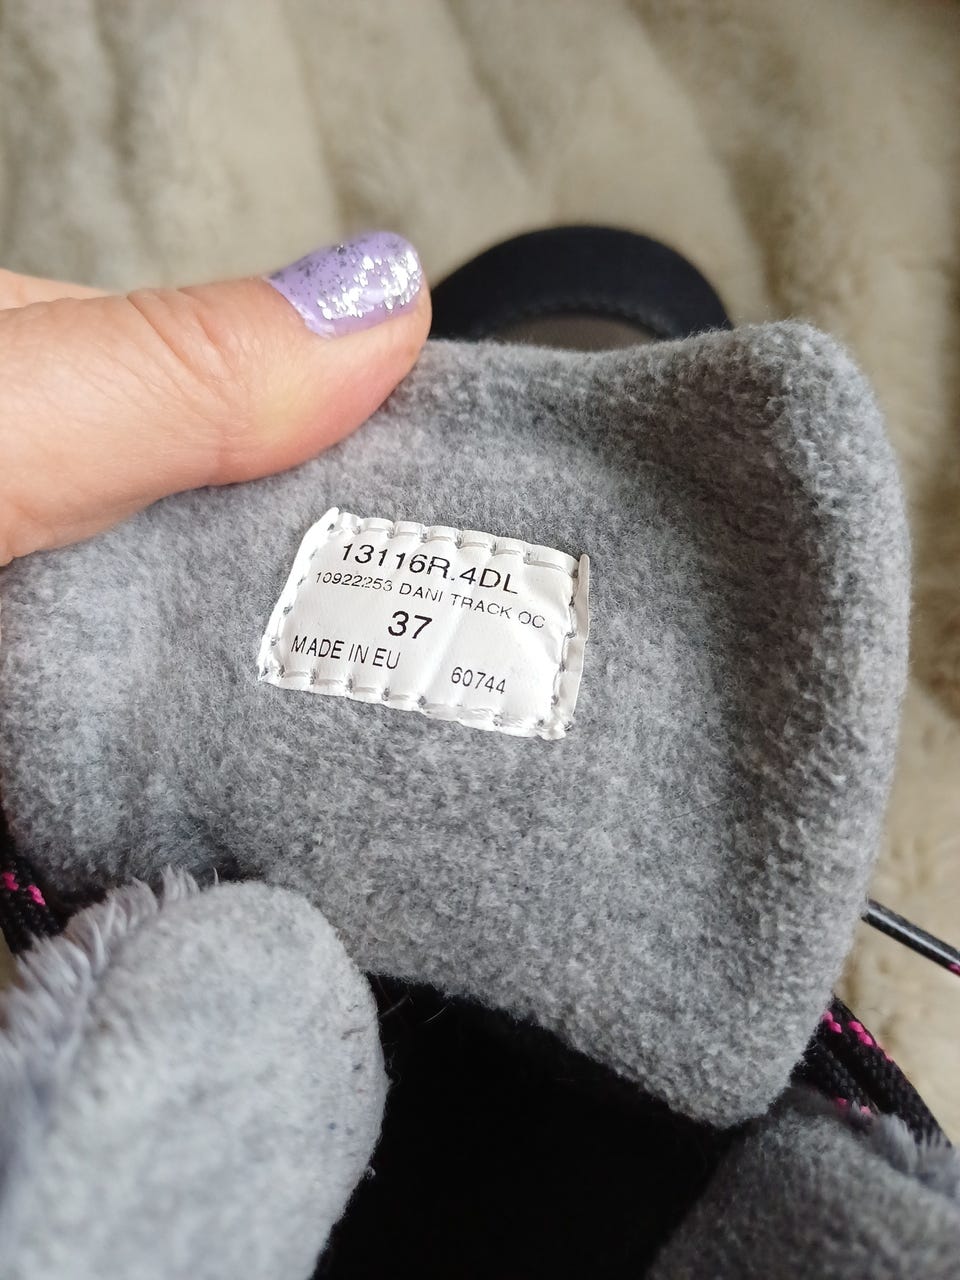 13116R.4DL
10922253 DANI TRACK OC
37
MADE IN EU 60744